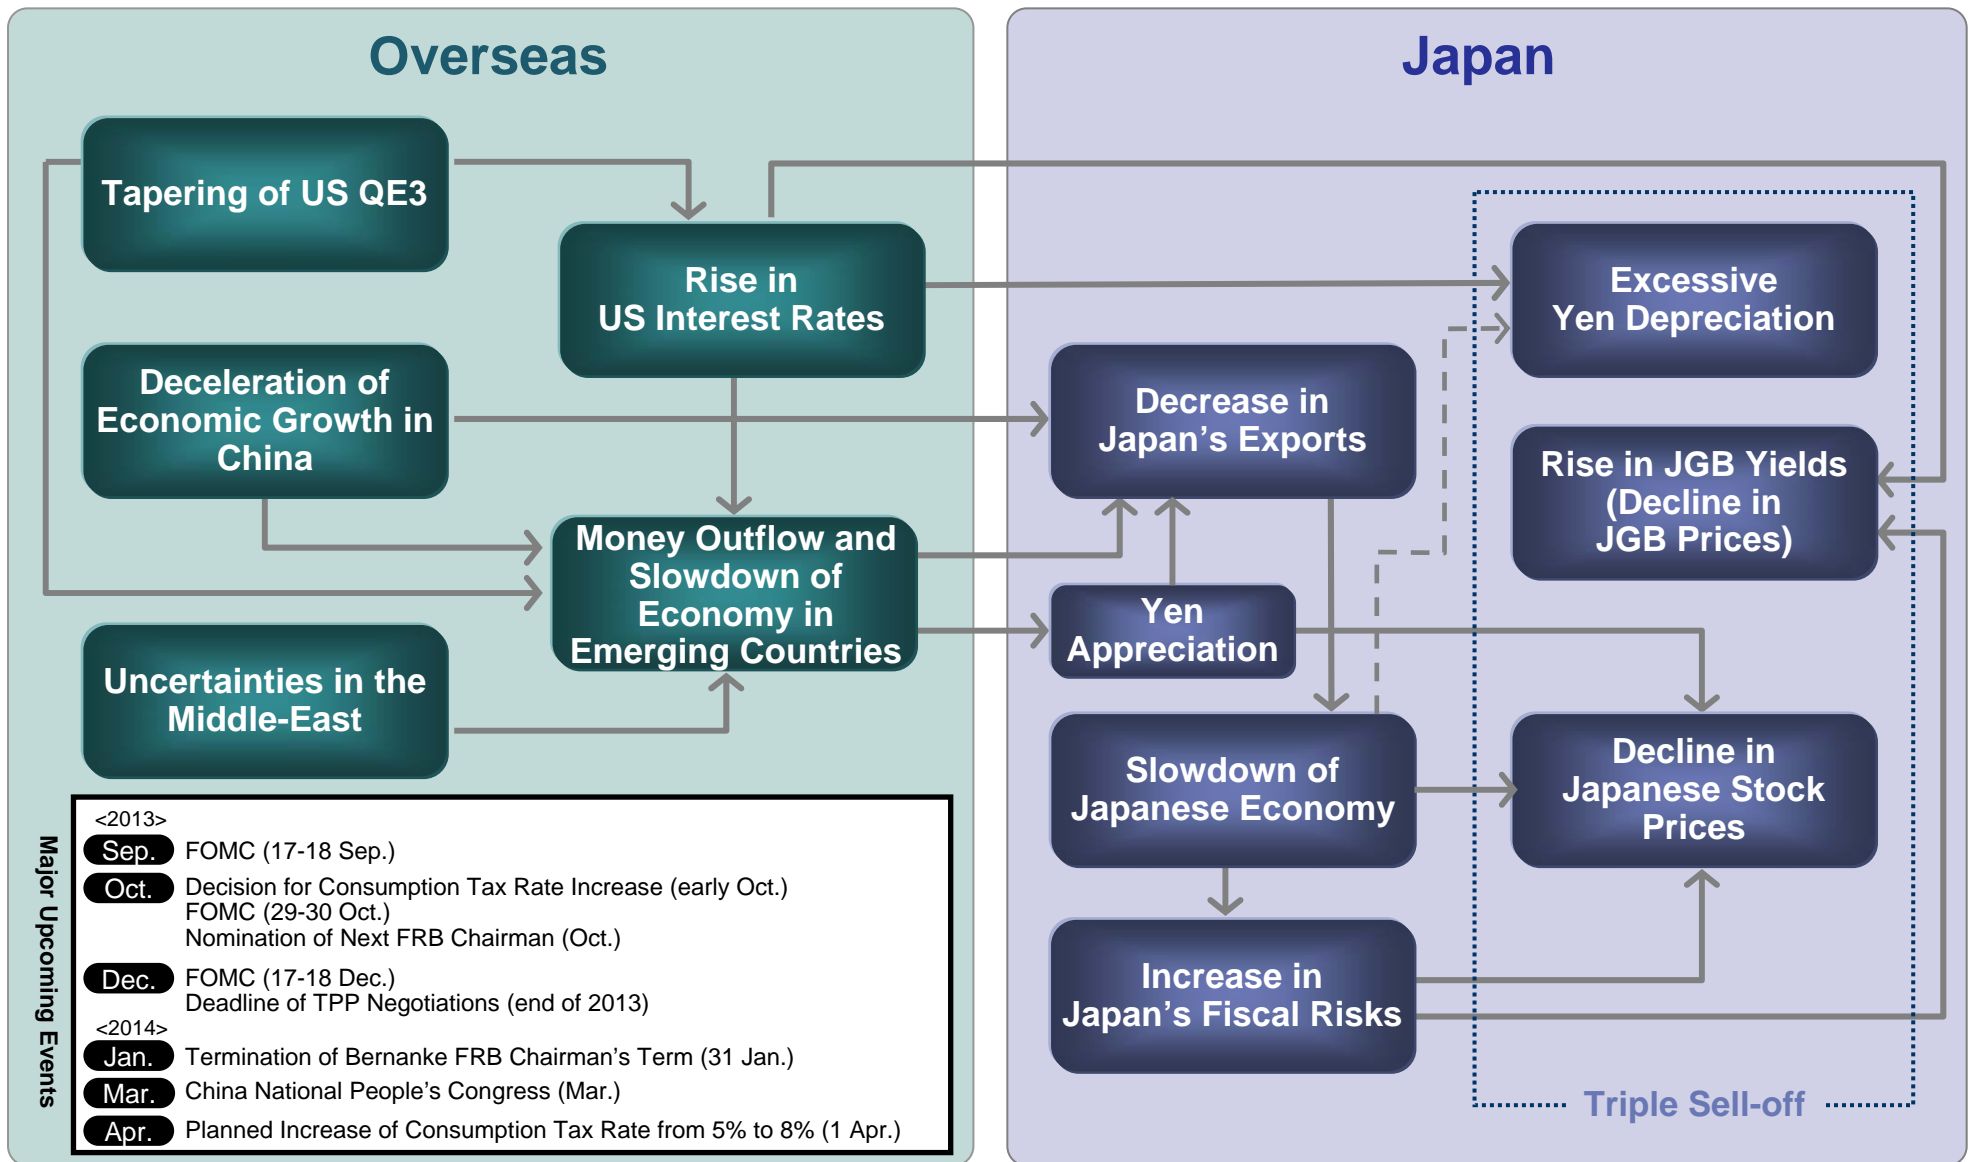 Overseas
Tapering of US QE3
Rise in
US Interest Rates
Deceleration of
Economic Growth in
China
Money Outflow and
Slowdown of
Economy in
Emerging Countries
Uncertainties in the
Middle-East
Major Upcoming Events
<2013>
Sep. FOMC (17-18 Sep.)
Oct. Decision for Consumption Tax Rate Increase (early Oct.)
FOMC (29-30 Oct.)
Nomination of Next FRB Chairman (Oct.)
Dec. FOMC (17-18 Dec.)
Deadline of TPP Negotiations (end of 2013)
<2014>
Jan. Termination of Bernanke FRB Chairman’s Term (31 Jan.)
Mar. China National People’s Congress (Mar.)
Apr. Planned Increase of Consumption Tax Rate from 5% to 8% (1 Apr.)
Japan
Excessive
Yen Depreciation
Decrease in
Japan’s Exports
Rise in JGB Yields
(Decline in
JGB Prices)
Yen
Appreciation
Slowdown of
Japanese Economy
Decline in
Japanese Stock
Prices
Increase in
Japan’s Fiscal Risks
Triple Sell-off